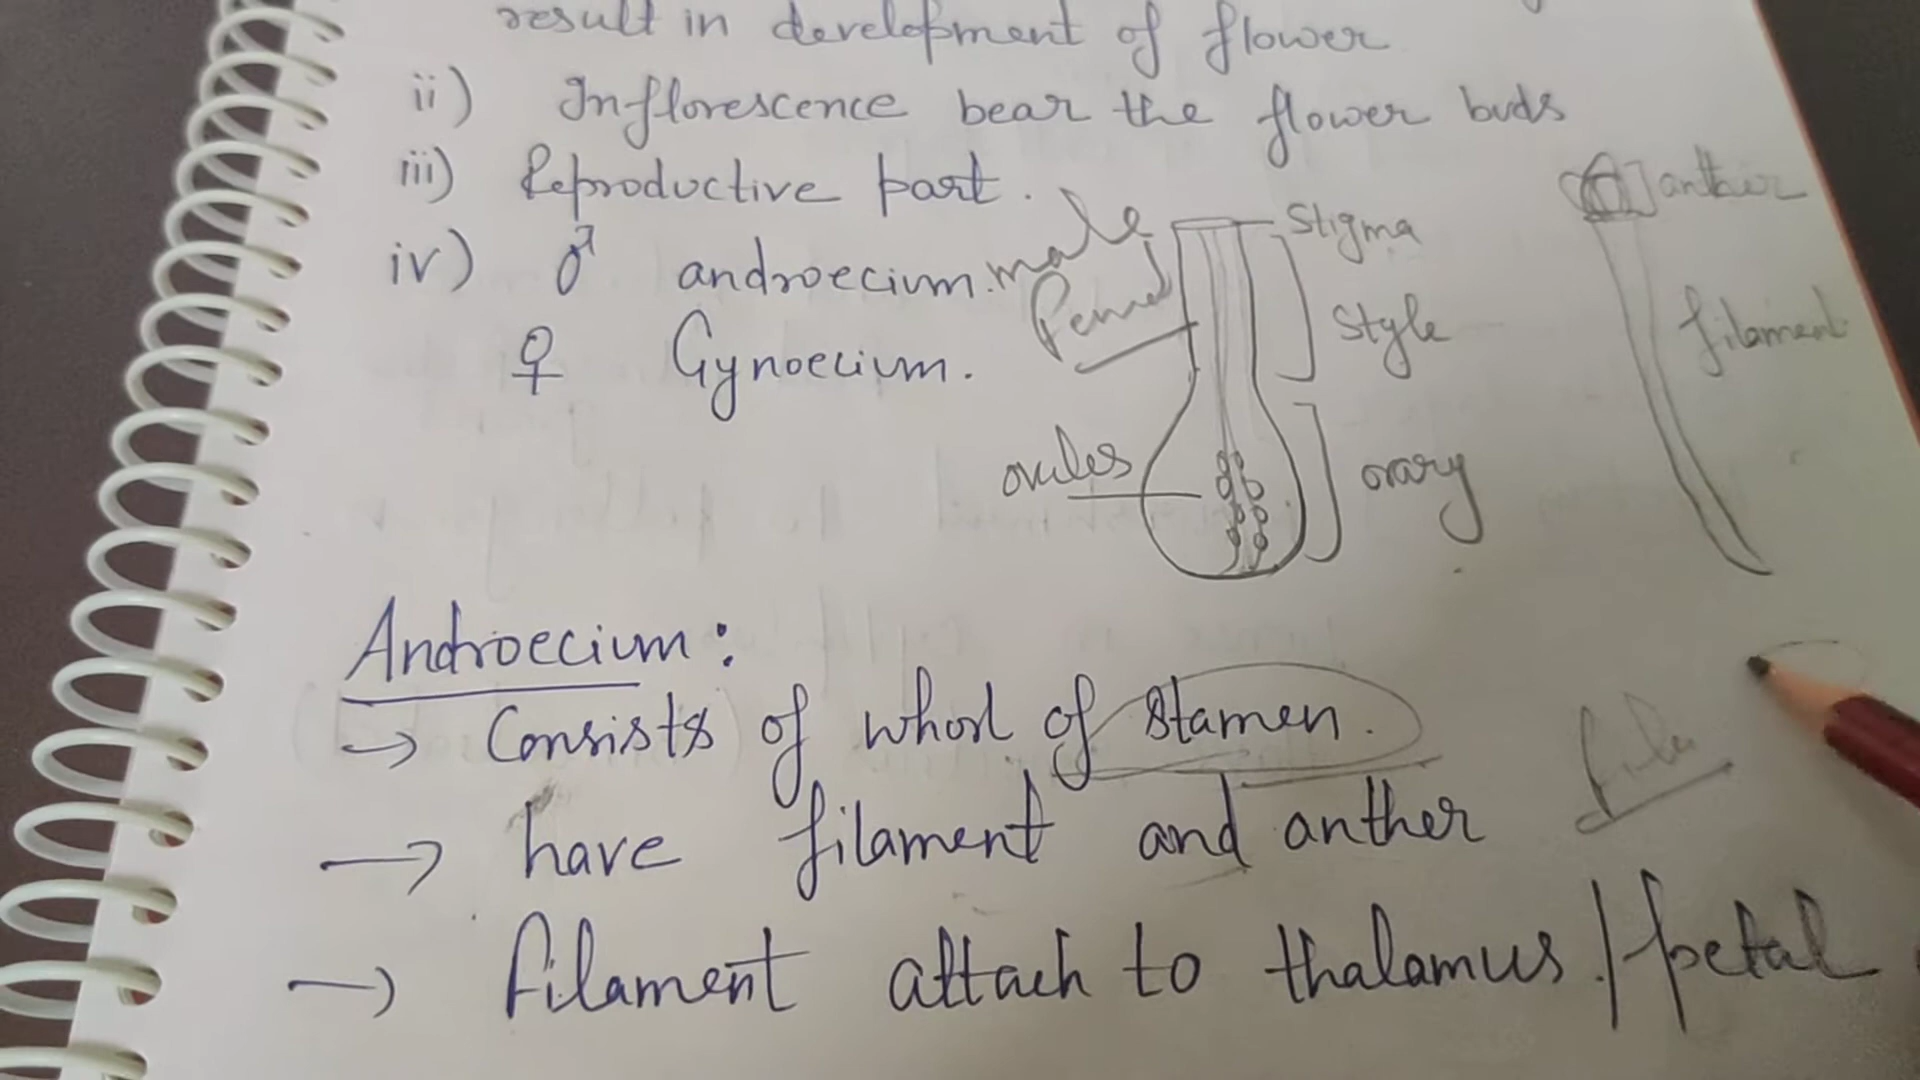 result in development of flower
ii) Inflorescence bear the flower buds
iii) Reproductive part.
iv) ♂ androecium. male
♀ Gynoecium.
Stigma
Style
ovules
ovary
anther
filament
Androecium:
→ Consists of whorl of stamen.
→ have filament and anther
→ filament attach to thalamus / petal